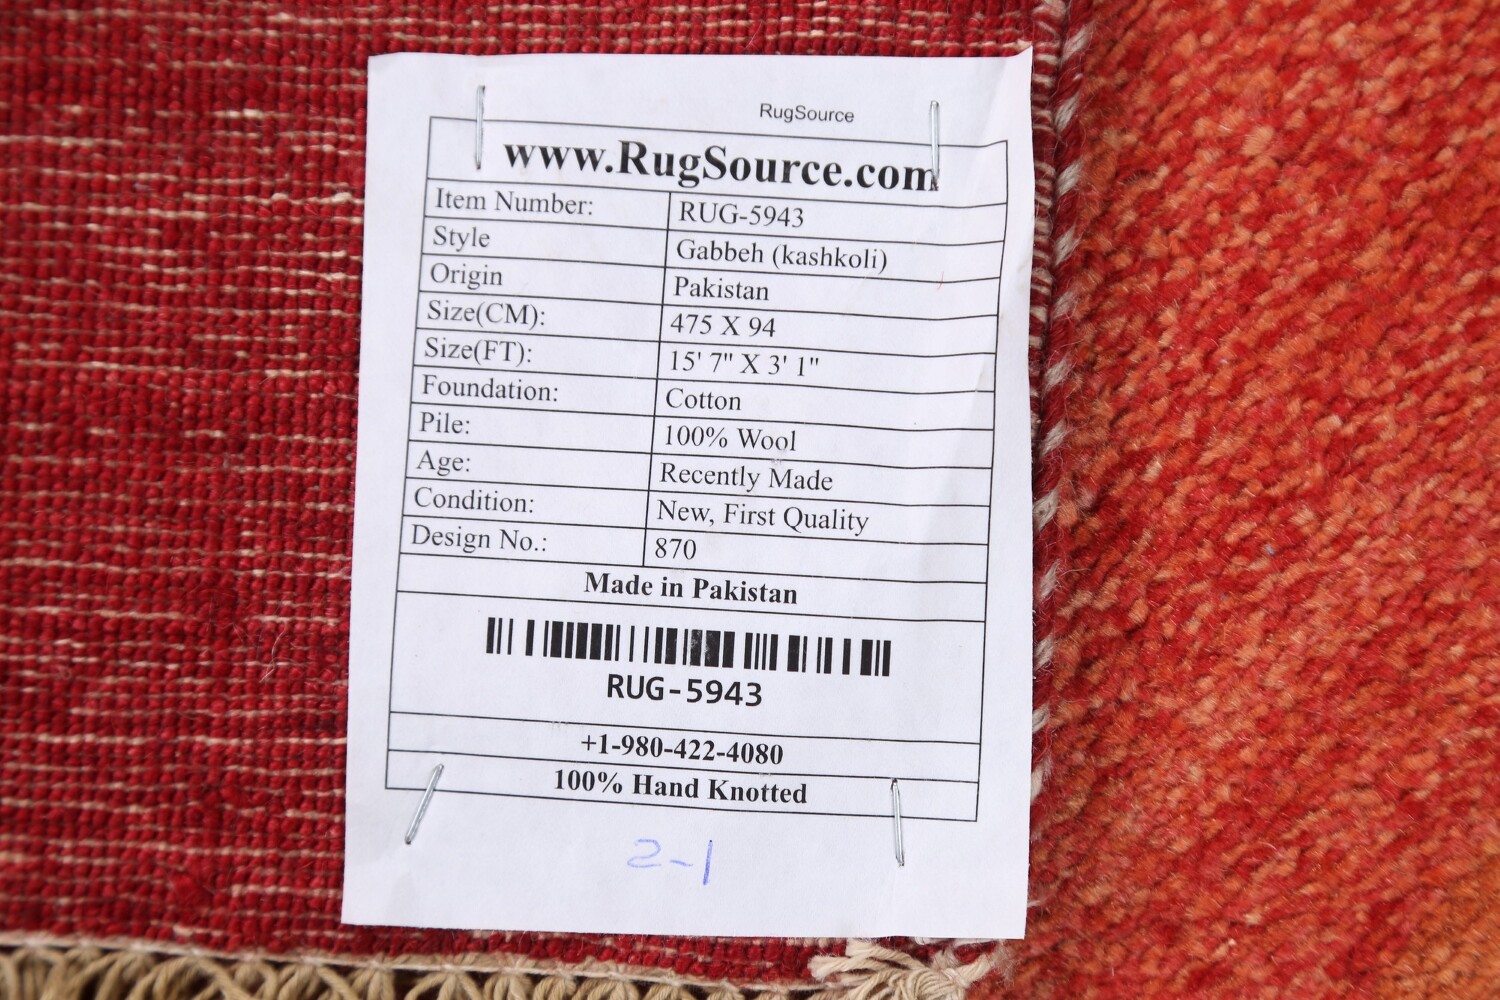 RugSource
www.RugSource.com
Item Number: RUG-5943
Style Gabbeh (kashkoli)
Origin Pakistan
Size(CM): 475 X 94
Size(FT): 15' 7" X 3' 1"
Foundation: Cotton
Pile: 100% Wool
Age: Recently Made
Condition: New, First Quality
Design No.: 870
Made in Pakistan
RUG-5943
+1-980-422-4080
100% Hand Knotted
2-1